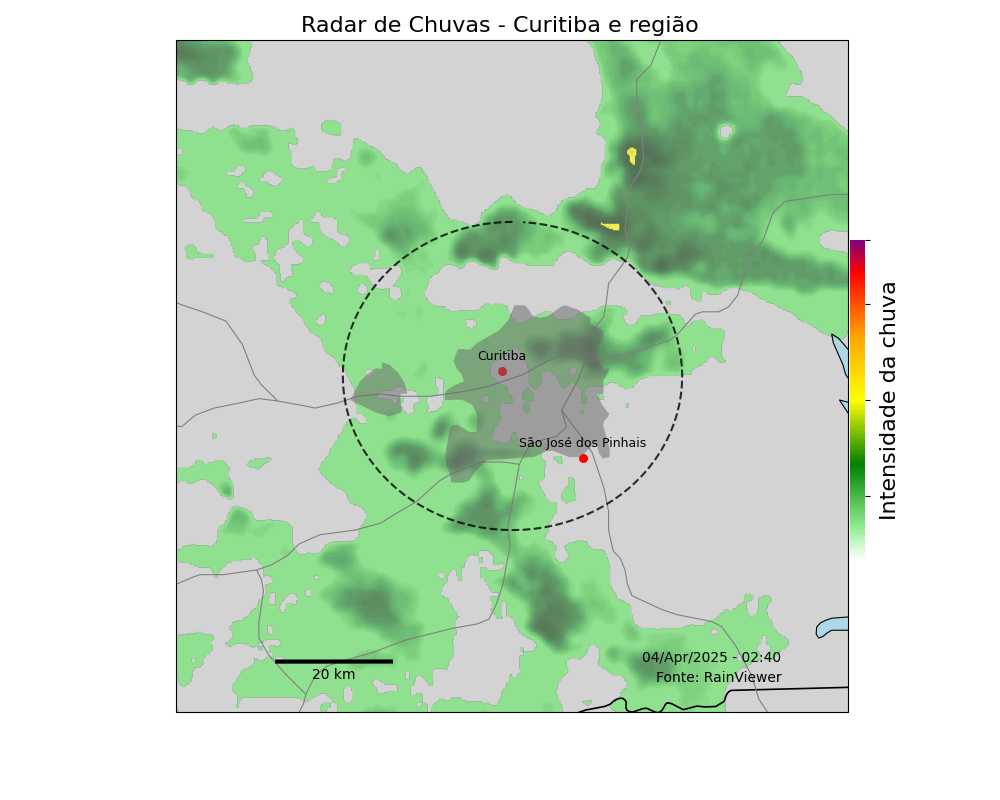 Radar de Chuvas - Curitiba e região
Curitiba
São José dos Pinhais
Intensidade da chuva
04/Apr/2025 - 02:40
Fonte: RainViewer
20 km